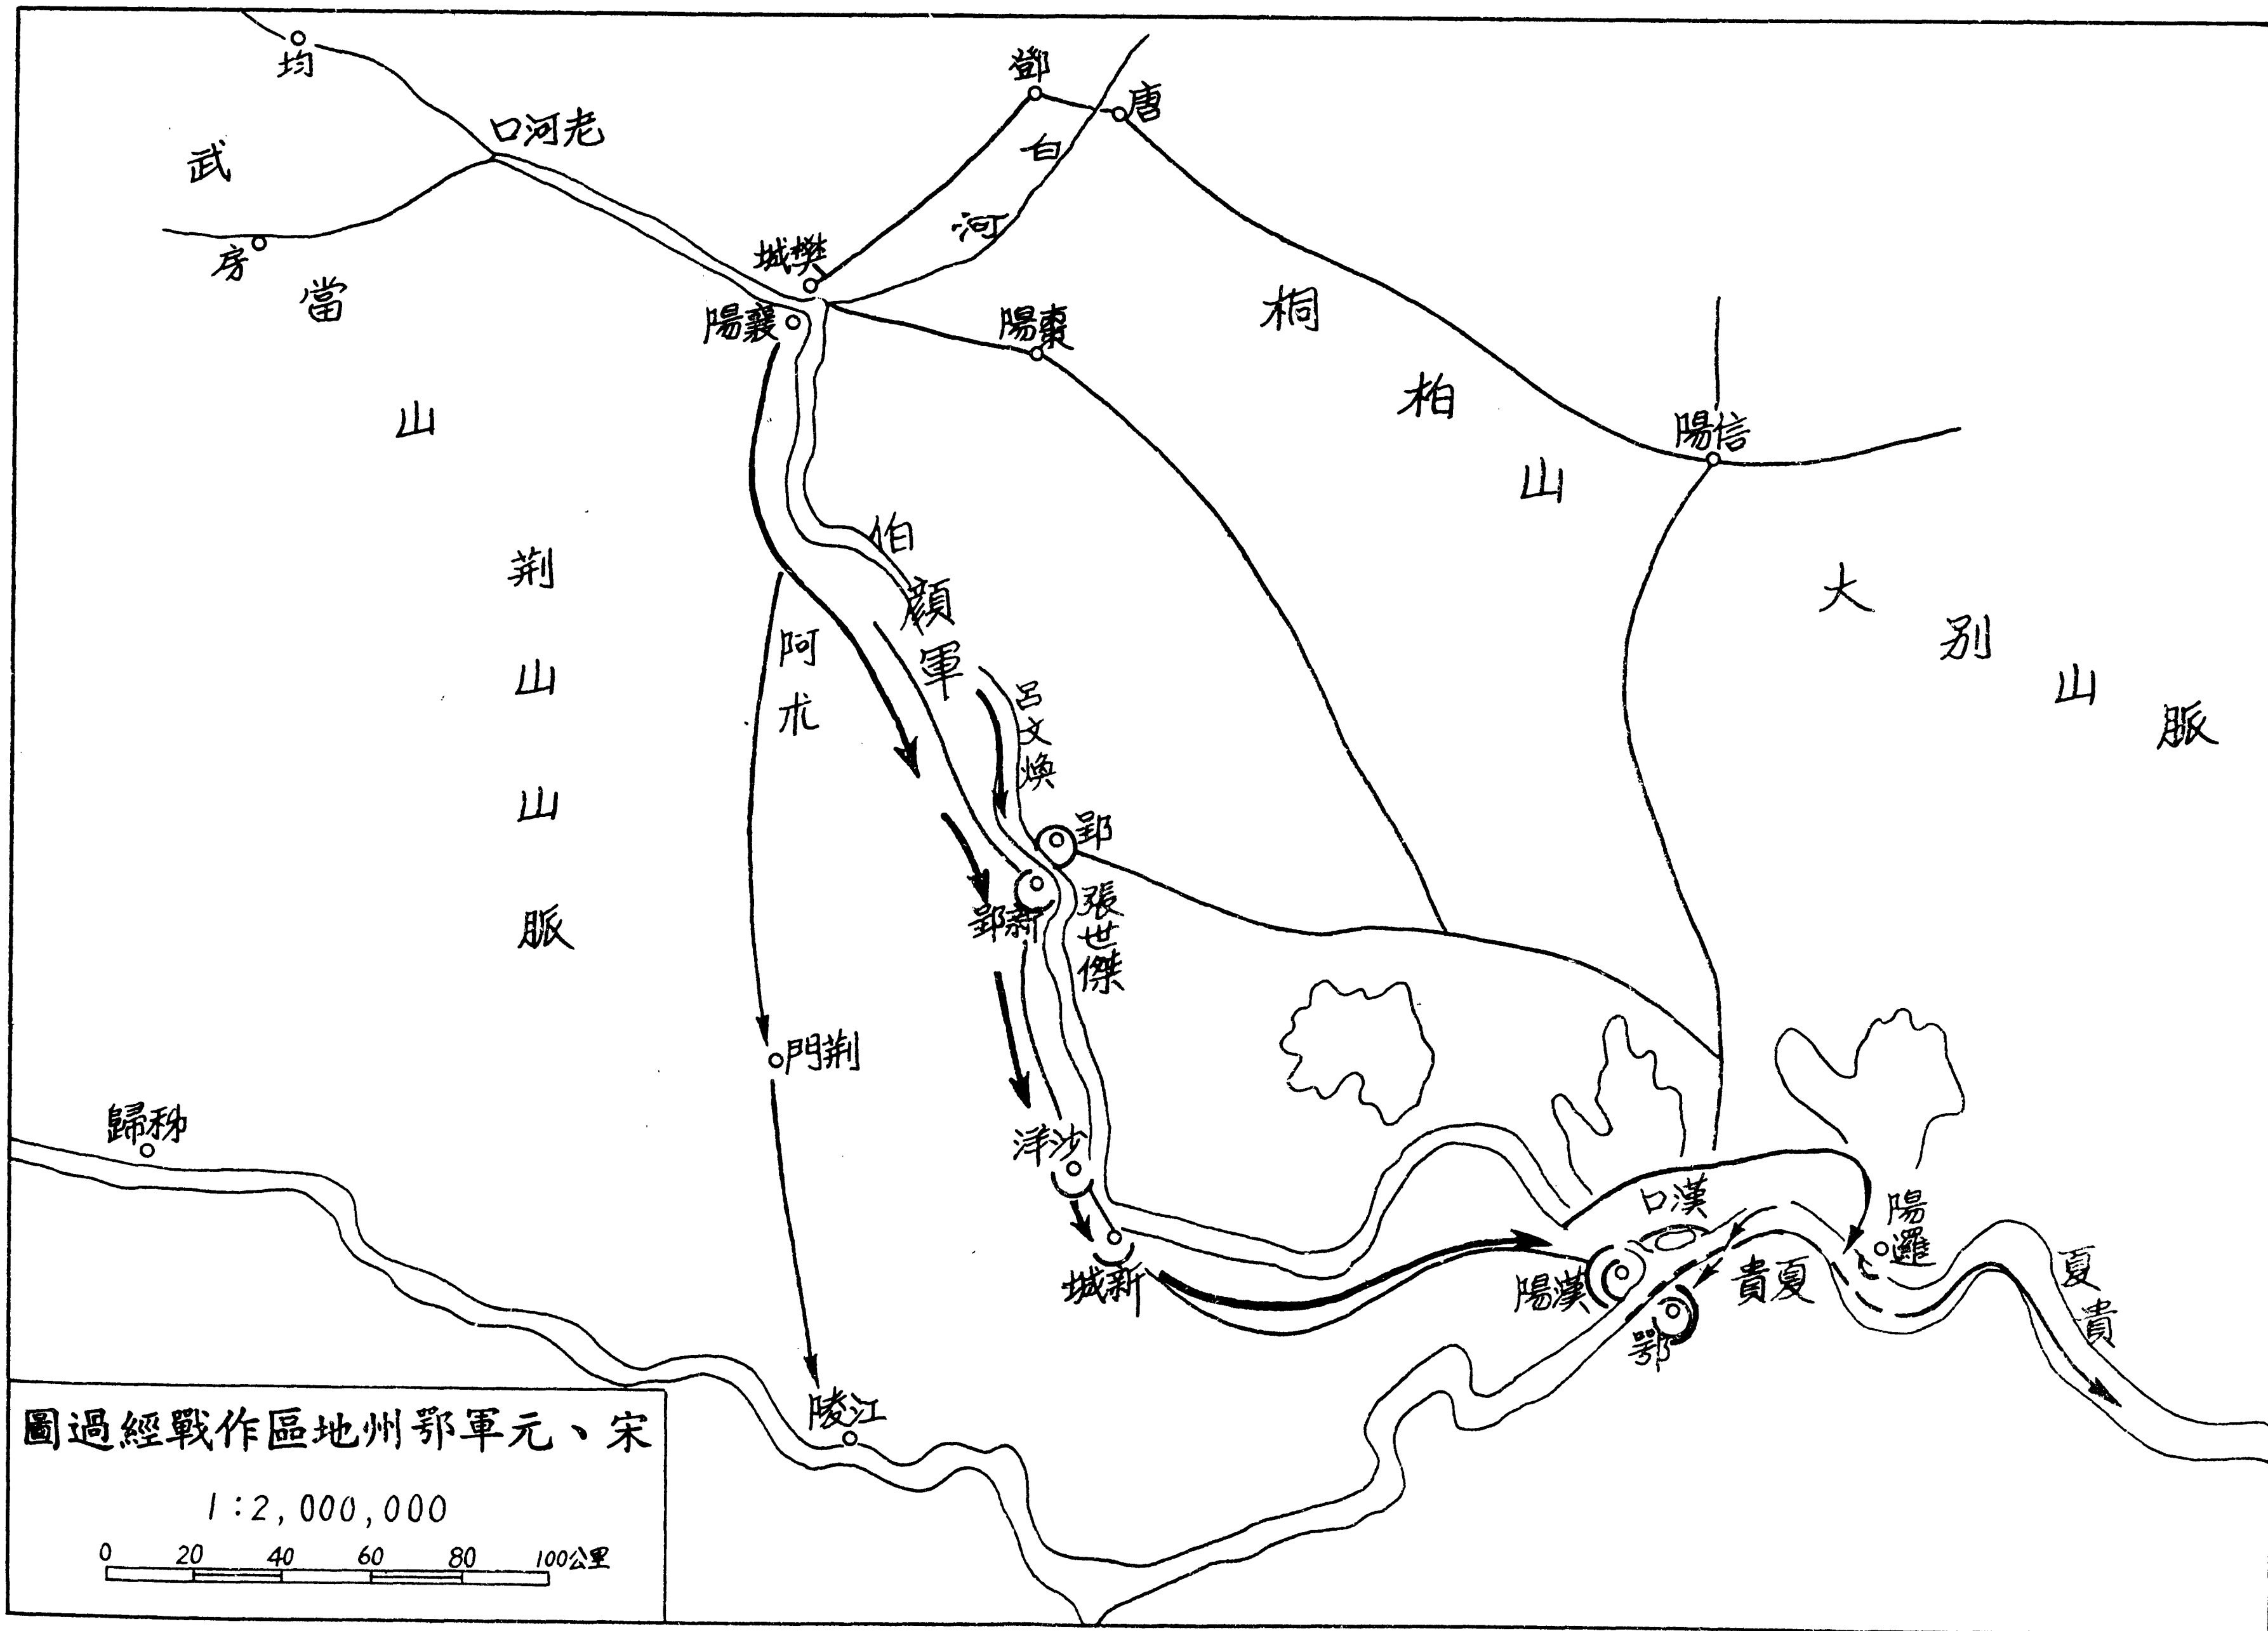 均
鄧
唐
老河口
白河
武當山
房
樊城
襄陽
棗陽
桐柏山
信陽
大别山脈
荆山山脈
伯顔軍
阿朮
呂文煥
郢
新郢
張世傑
荆門
秭歸
沙洋
新城
漢口
漢陽
鄂
夏貴
陽邏
夏貴
江陵
宋、元軍鄂州地區作戰經過圖
1:2,000,000
0 20 40 60 80 100公里